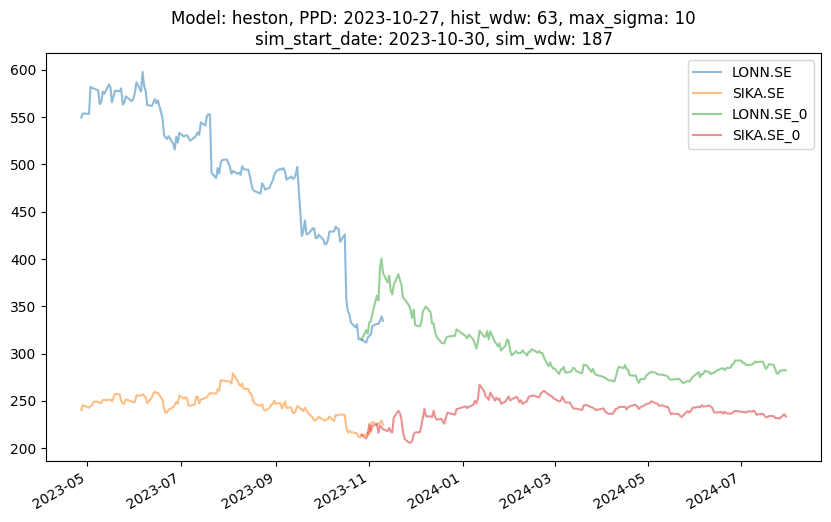 Model: heston, PPD: 2023-10-27, hist_wdw: 63, max_sigma: 10
sim_start_date: 2023-10-30, sim_wdw: 187
LONN.SE
SIKA.SE
LONN.SE_0
SIKA.SE_0
600
550
500
450
400
350
300
250
200
2023-05
2023-07
2023-09
2023-11
2024-01
2024-03
2024-05
2024-07